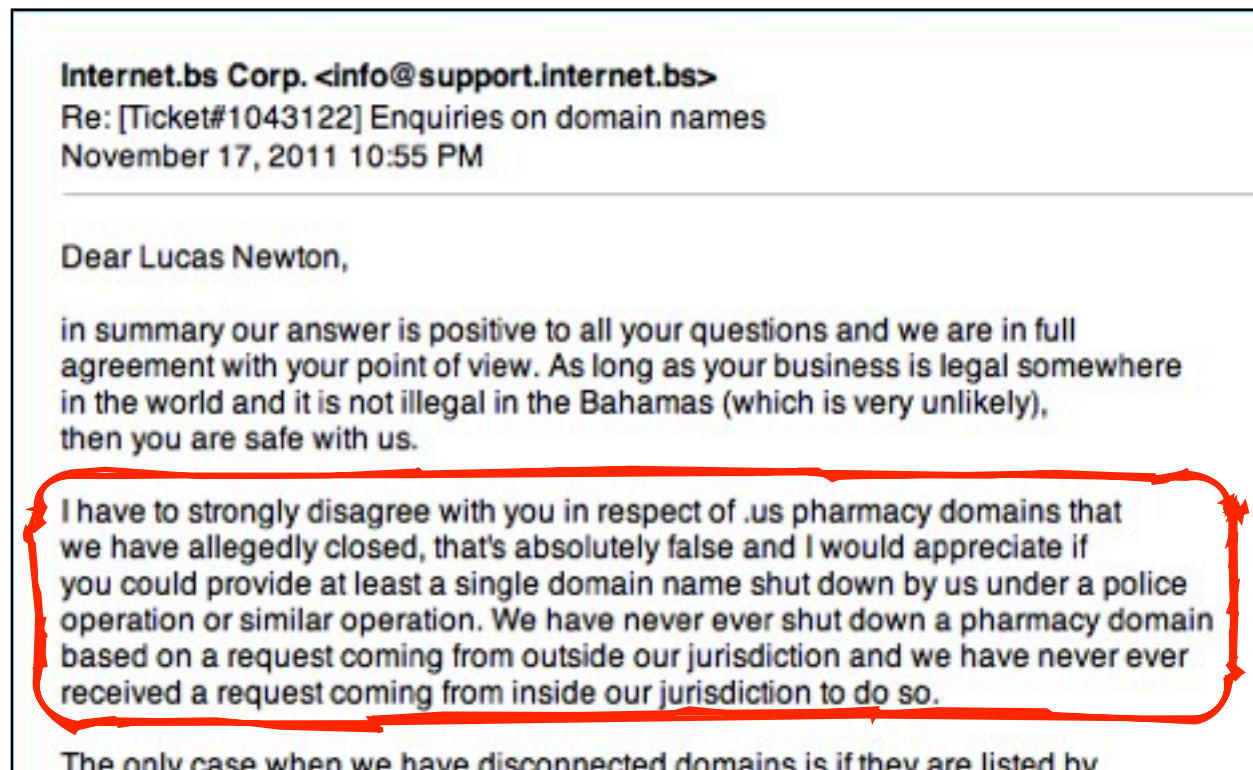 Internet.bs Corp. <info@support.internet.bs>
Re: [Ticket#1043122] Enquiries on domain names
November 17, 2011 10:55 PM
Dear Lucas Newton,
in summary our answer is positive to all your questions and we are in full
agreement with your point of view. As long as your business is legal somewhere
in the world and it is not illegal in the Bahamas (which is very unlikely),
then you are safe with us.
I have to strongly disagree with you in respect of .us pharmacy domains that
we have allegedly closed, that's absolutely false and I would appreciate if
you could provide at least a single domain name shut down by us under a police
operation or similar operation. We have never ever shut down a pharmacy domain
based on a request coming from outside our jurisdiction and we have never ever
received a request coming from inside our jurisdiction to do so.
The only case when we have disconnected domains is if they are listed by